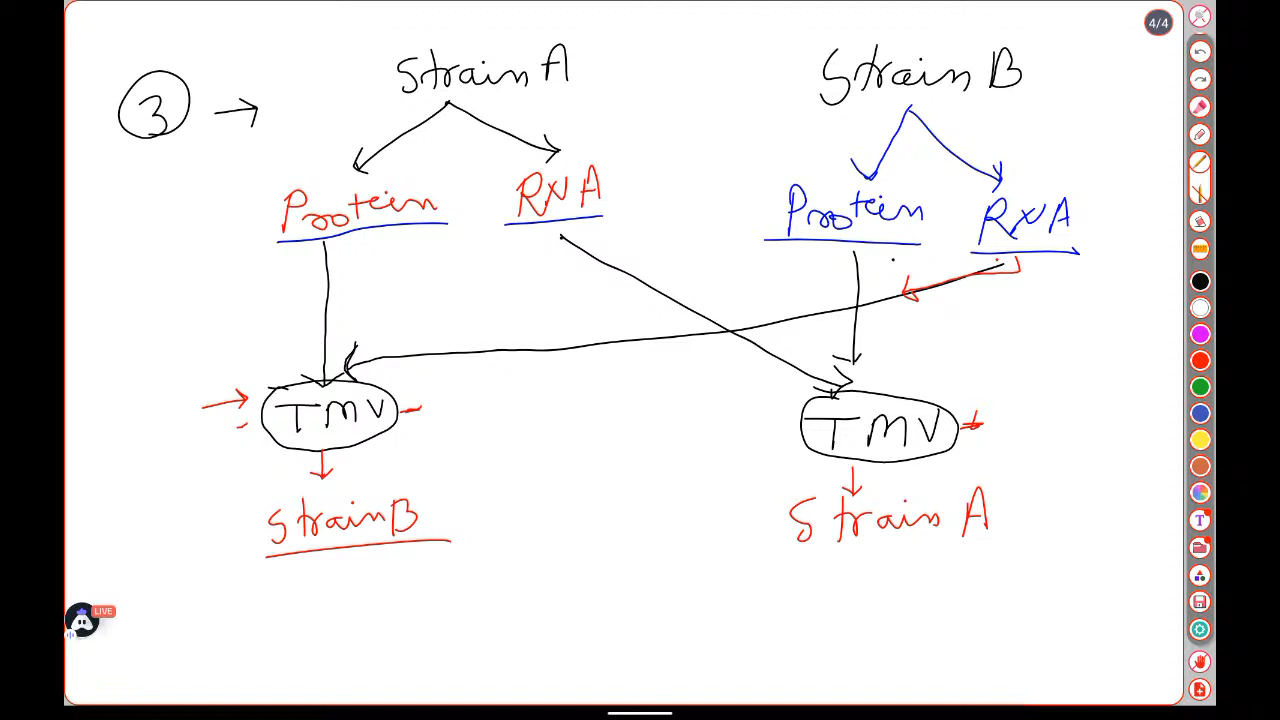 4/4
3 → Strain A Strain B
Protein RNA Protein RNA
TMV TMV
Strain B Strain A
LIVE
T